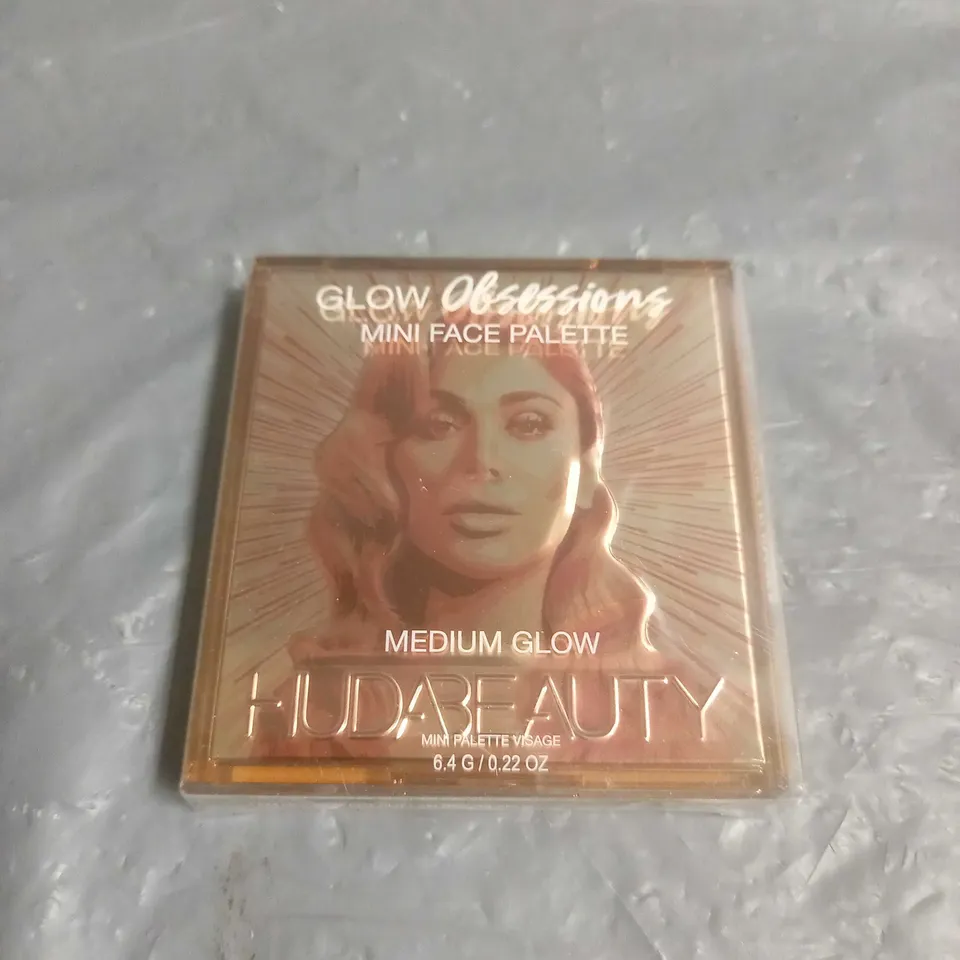 GLOW Obsessions
MINI FACE PALETTE
MEDIUM GLOW
HUDABEAUTY
MINI PALETTE VISAGE
6.4 G / 0.22 OZ